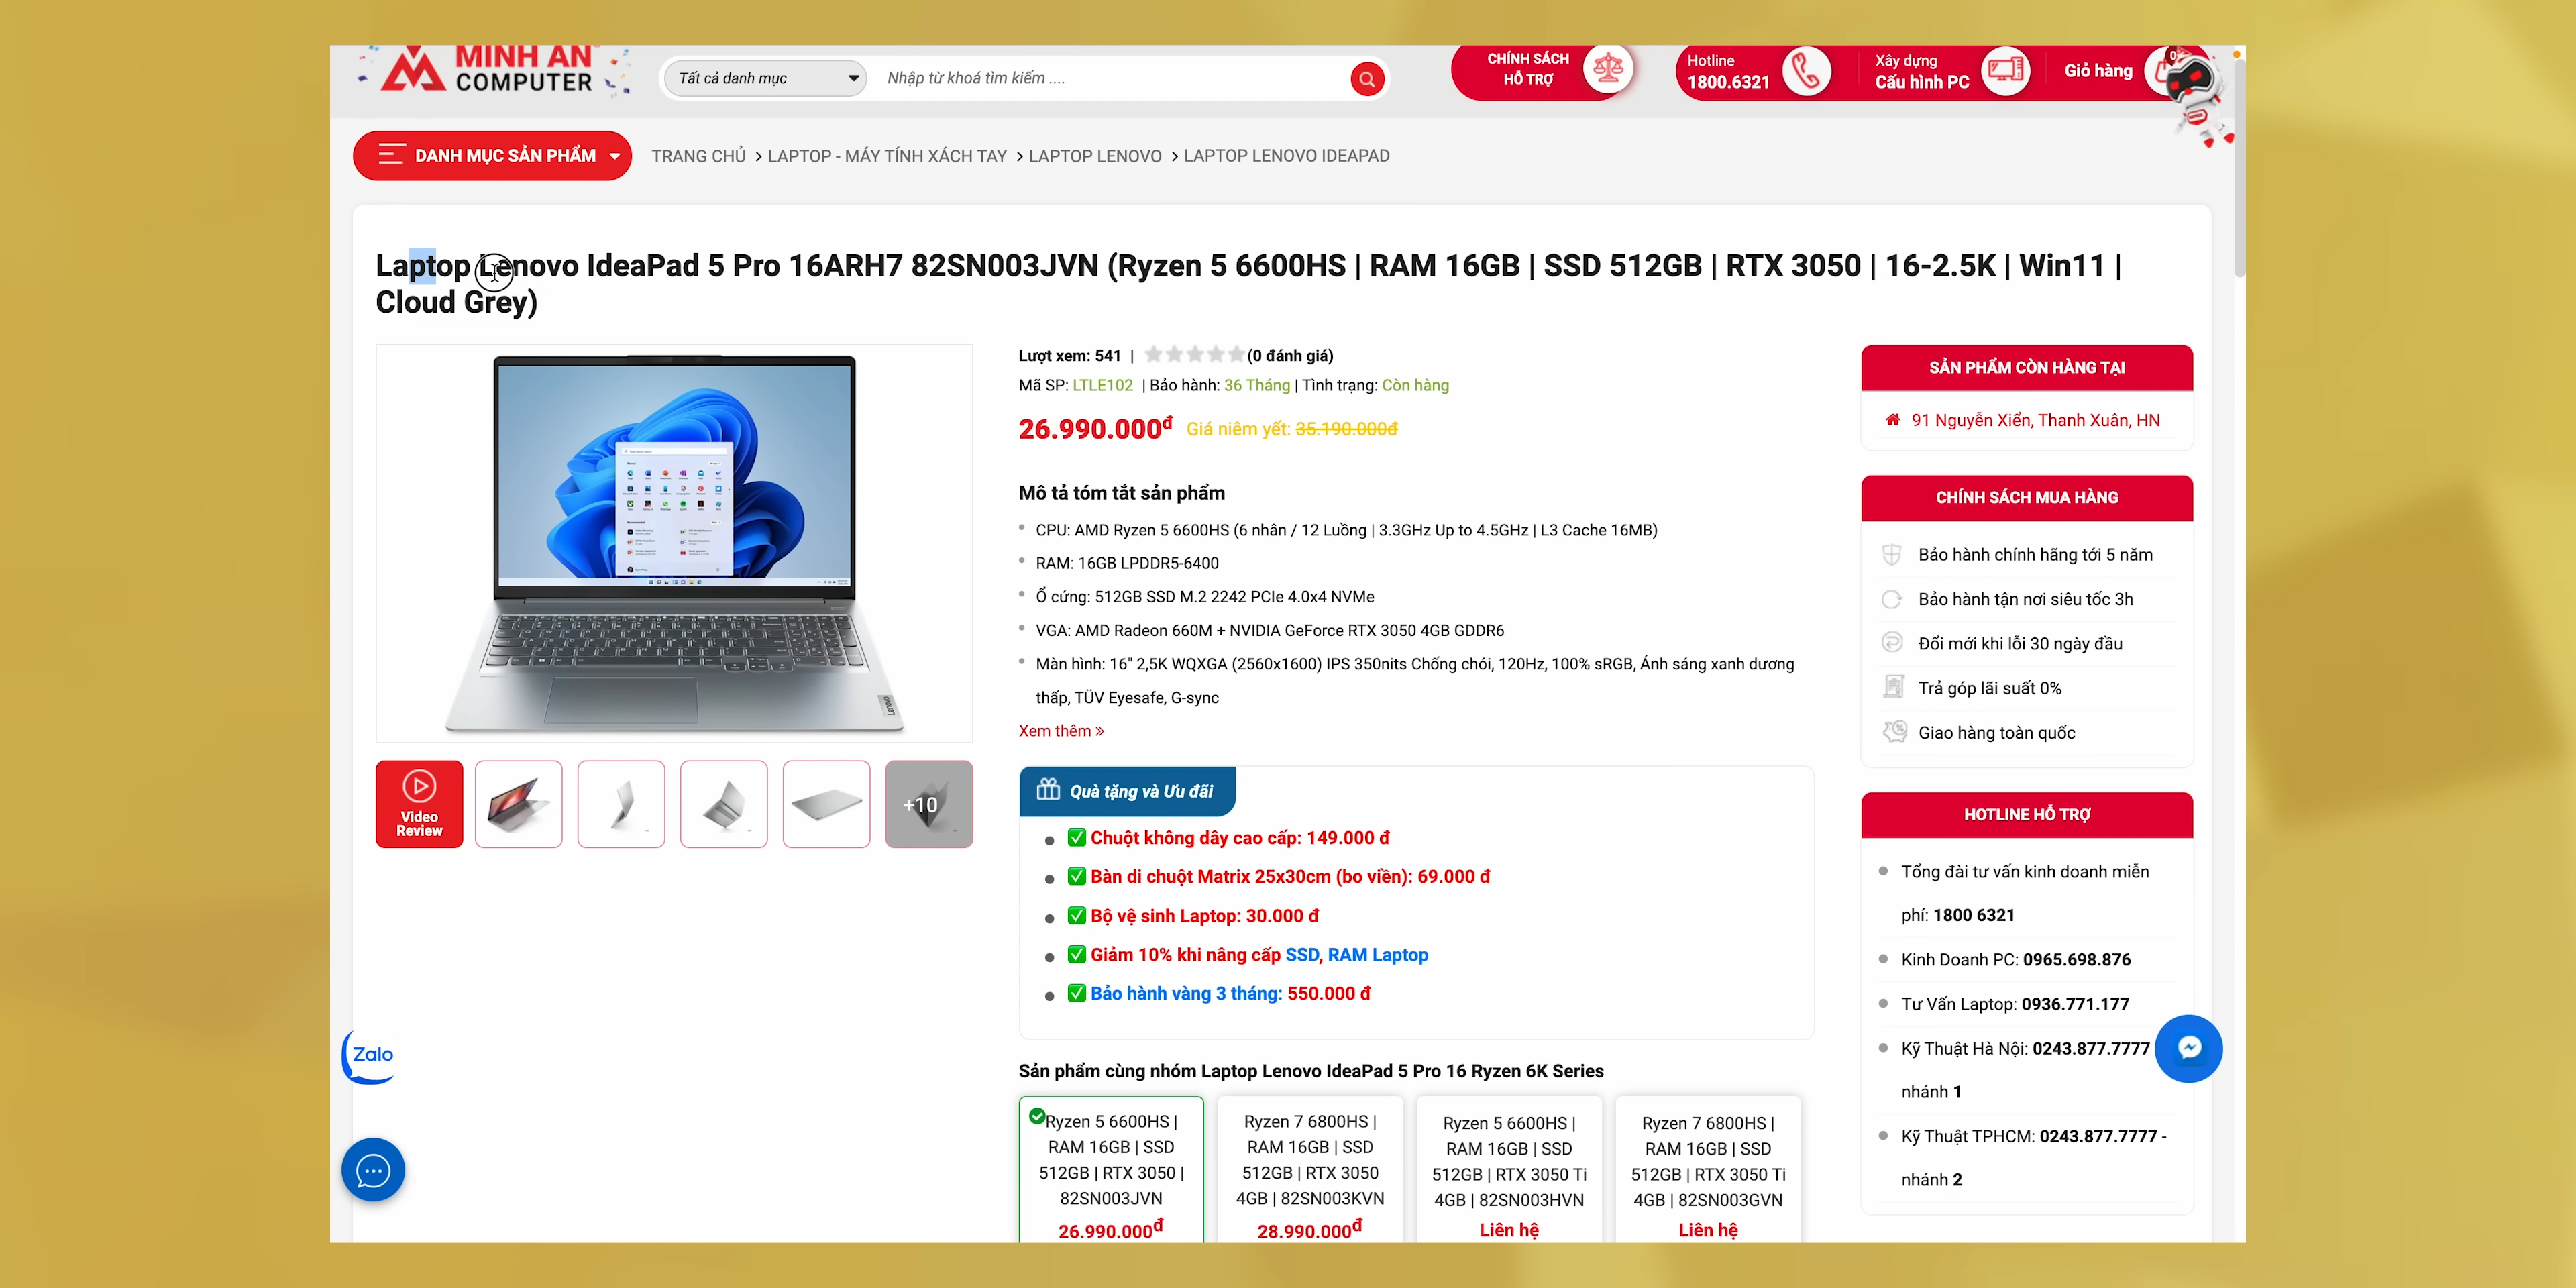 MINH AN
COMPUTER
Tất cả danh mục
Nhập từ khoá tìm kiếm ....
CHÍNH SÁCH
HỖ TRỢ
Hotline
1800.6321
Xây dựng
Cấu hình PC
Giỏ hàng
0
DANH MỤC SẢN PHẨM
TRANG CHỦ > LAPTOP - MÁY TÍNH XÁCH TAY > LAPTOP LENOVO > LAPTOP LENOVO IDEAPAD
Laptop Lenovo IdeaPad 5 Pro 16ARH7 82SN003JVN (Ryzen 5 6600HS | RAM 16GB | SSD 512GB | RTX 3050 | 16-2.5K | Win11 |
Cloud Grey)
Lenovo
Video
Review
+10
Lượt xem: 541 | (0 đánh giá)
Mã SP: LTLE102 | Bảo hành: 36 Tháng | Tình trạng: Còn hàng
26.990.000đ Giá niêm yết: 35.190.000đ
Mô tả tóm tắt sản phẩm
CPU: AMD Ryzen 5 6600HS (6 nhân / 12 Luồng | 3.3GHz Up to 4.5GHz | L3 Cache 16MB)
RAM: 16GB LPDDR5-6400
Ổ cứng: 512GB SSD M.2 2242 PCIe 4.0x4 NVMe
VGA: AMD Radeon 660M + NVIDIA GeForce RTX 3050 4GB GDDR6
Màn hình: 16" 2,5K WQXGA (2560x1600) IPS 350nits Chống chói, 120Hz, 100% sRGB, Ánh sáng xanh dương
thấp, TÜV Eyesafe, G-sync
Xem thêm »
Quà tặng và Ưu đãi
Chuột không dây cao cấp: 149.000 đ
Bàn di chuột Matrix 25x30cm (bo viền): 69.000 đ
Bộ vệ sinh Laptop: 30.000 đ
Giảm 10% khi nâng cấp SSD, RAM Laptop
Bảo hành vàng 3 tháng: 550.000 đ
Sản phẩm cùng nhóm Laptop Lenovo IdeaPad 5 Pro 16 Ryzen 6K Series
Ryzen 5 6600HS |
RAM 16GB | SSD
512GB | RTX 3050 |
82SN003JVN
26.990.000đ
Ryzen 7 6800HS |
RAM 16GB | SSD
512GB | RTX 3050
4GB | 82SN003KVN
28.990.000đ
Ryzen 5 6600HS |
RAM 16GB | SSD
512GB | RTX 3050 Ti
4GB | 82SN003HVN
Liên hệ
Ryzen 7 6800HS |
RAM 16GB | SSD
512GB | RTX 3050 Ti
4GB | 82SN003GVN
Liên hệ
SẢN PHẨM CÒN HÀNG TẠI
91 Nguyễn Xiển, Thanh Xuân, HN
CHÍNH SÁCH MUA HÀNG
Bảo hành chính hãng tới 5 năm
Bảo hành tận nơi siêu tốc 3h
Đổi mới khi lỗi 30 ngày đầu
Trả góp lãi suất 0%
Giao hàng toàn quốc
HOTLINE HỖ TRỢ
Tổng đài tư vấn kinh doanh miễn
phí: 1800 6321
Kinh Doanh PC: 0965.698.876
Tư Vấn Laptop: 0936.771.177
Kỹ Thuật Hà Nội: 0243.877.7777
nhánh 1
Kỹ Thuật TPHCM: 0243.877.7777 -
nhánh 2
Zalo